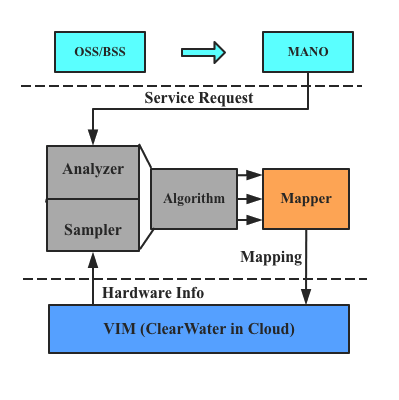 OSS/BSS
MANO
Service Request
Analyzer
Sampler
Algorithm
Mapper
Mapping
Hardware Info
VIM (ClearWater in Cloud)